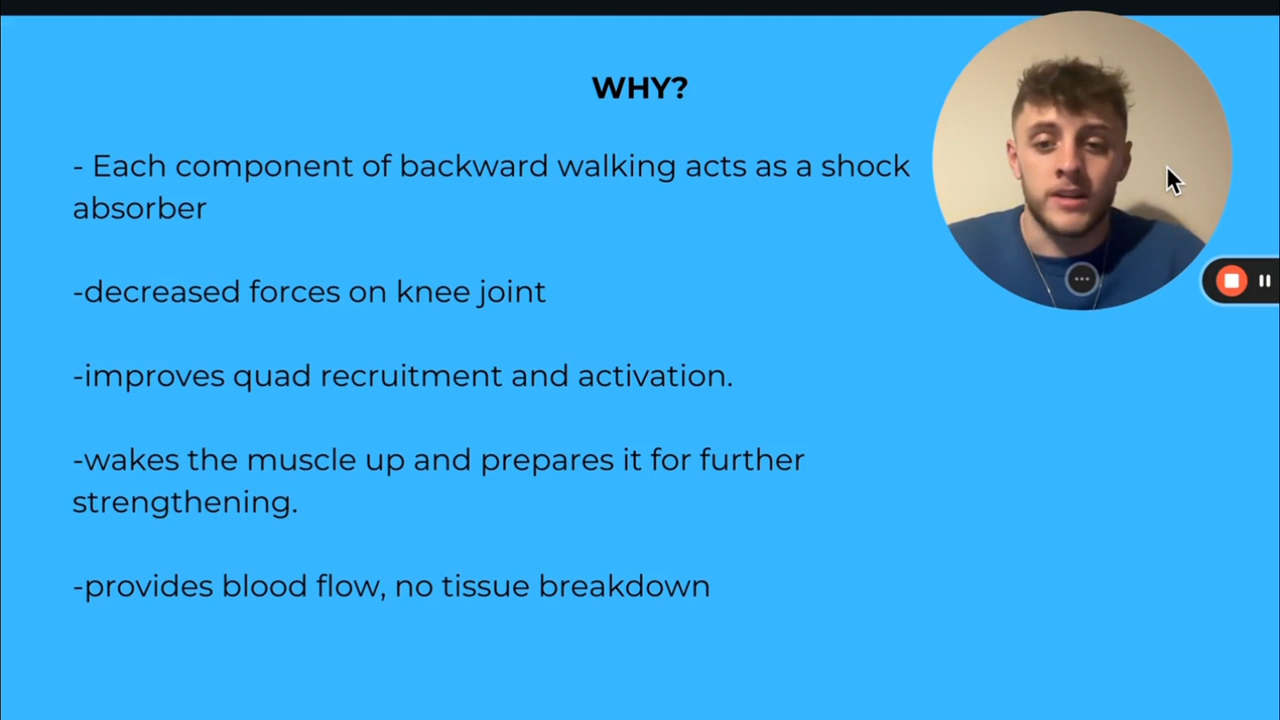 WHY?
- Each component of backward walking acts as a shock
absorber
-decreased forces on knee joint
-improves quad recruitment and activation.
-wakes the muscle up and prepares it for further
strengthening.
-provides blood flow, no tissue breakdown